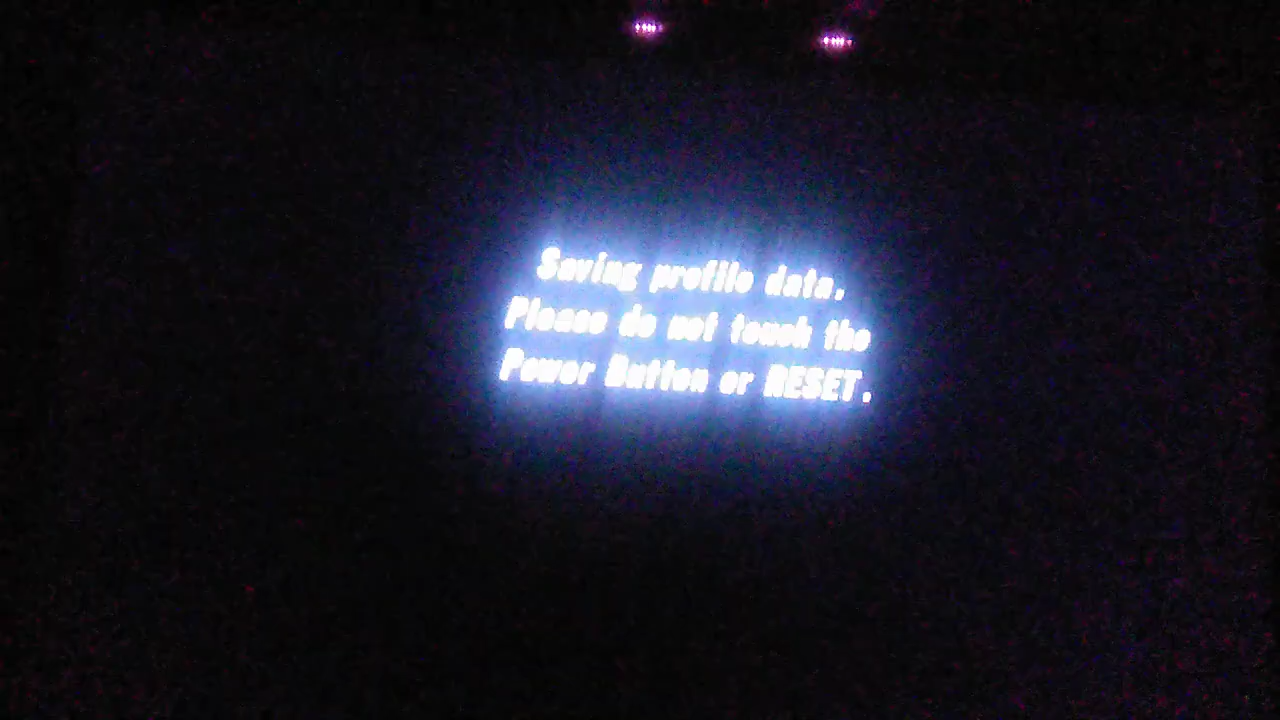 Saving profile data.
Please do not touch the
Power Button or RESET.